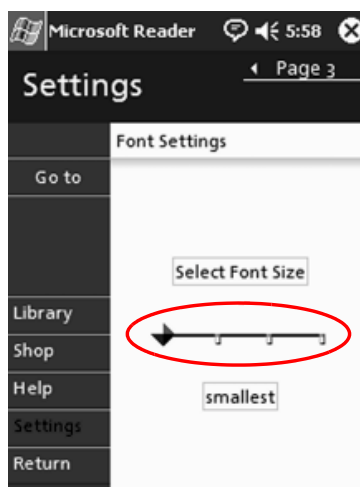 Microsoft Reader 5:58
Settings
Page 3
Font Settings
Go to
Select Font Size
Library
Shop
smallest
Help
Settings
Return